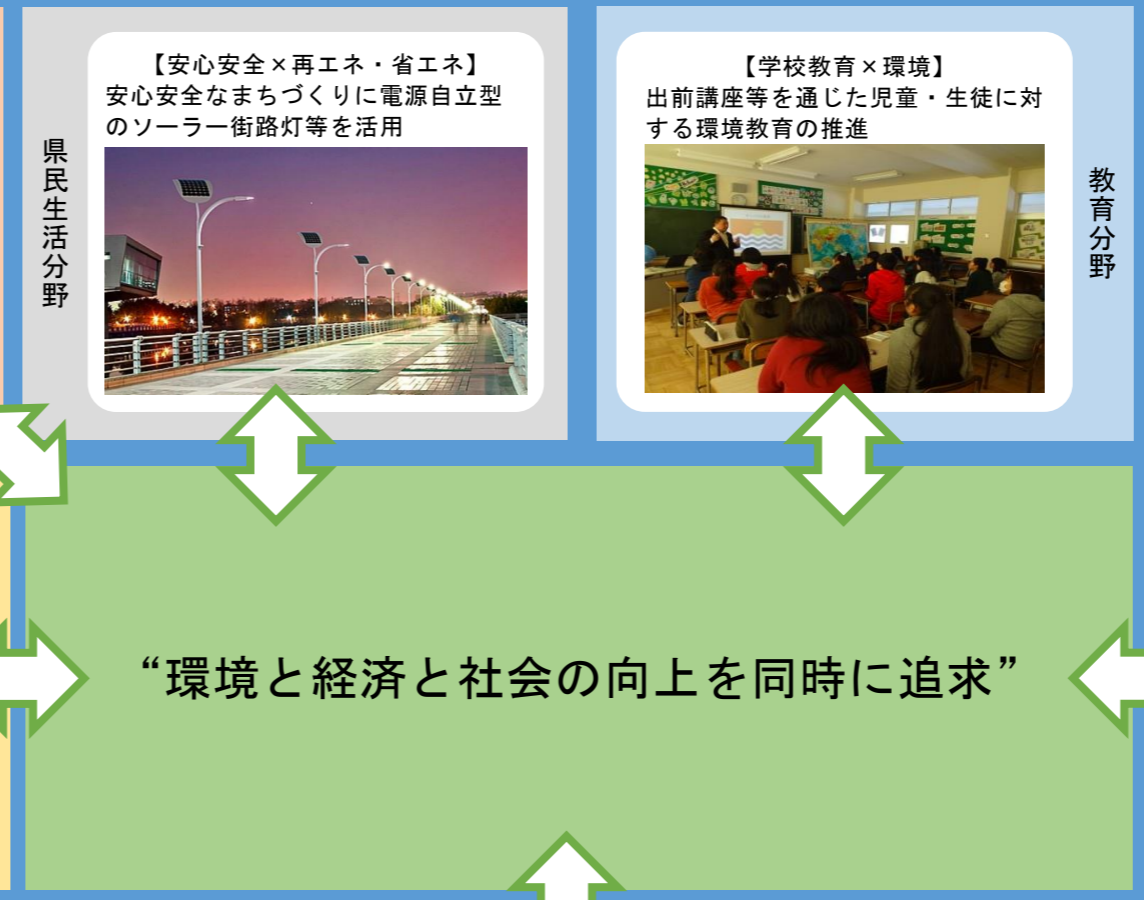 県民生活分野
【安心安全×再エネ・省エネ】
安心安全なまちづくりに電源自立型
のソーラー街路灯等を活用
【学校教育×環境】
出前講座等を通じた児童・生徒に対
する環境教育の推進
教育分野
“環境と経済と社会の向上を同時に追求”